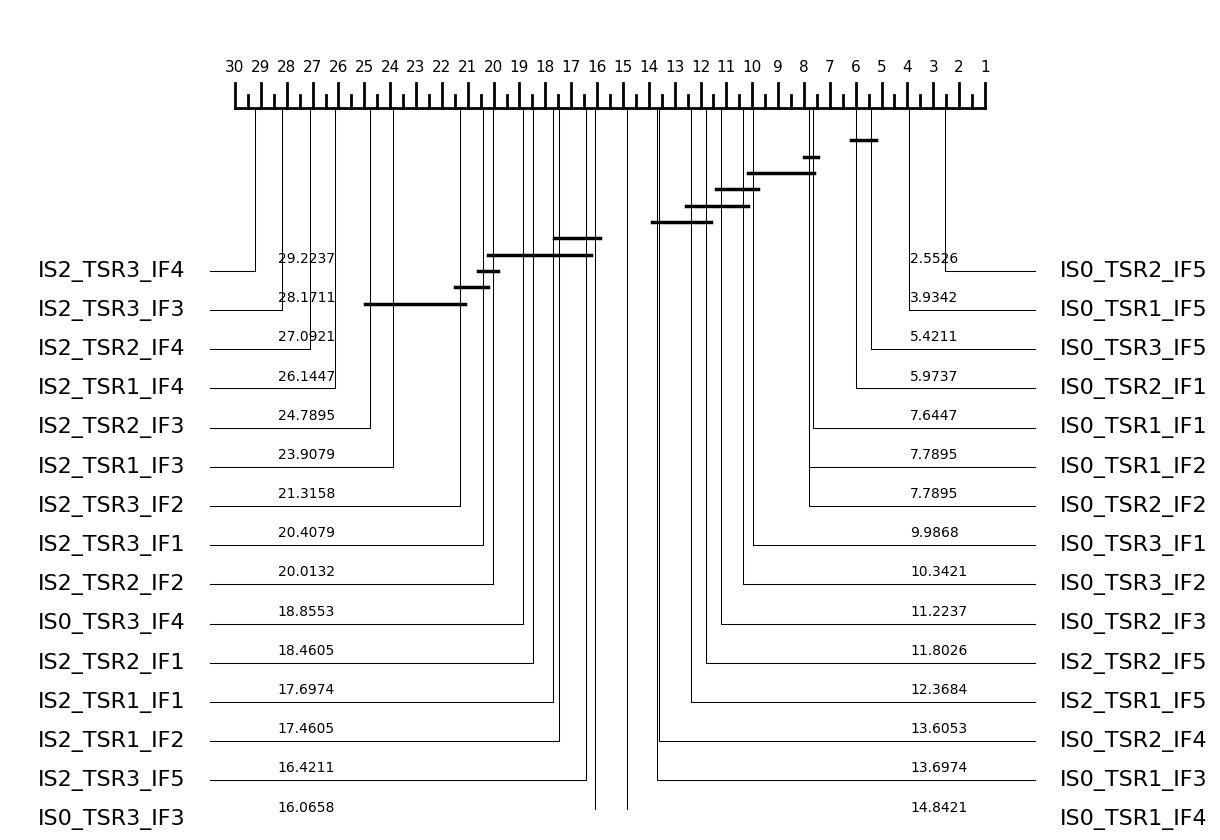 30 29 28 27 26 25 24 23 22 21 20 19 18 17 16 15 14 13 12 11 10 9 8 7 6 5 4 3 2 1
IS2_TSR3_IF4 29.2237 2.5526 IS0_TSR2_IF5
IS2_TSR3_IF3 28.1711 3.9342 IS0_TSR1_IF5
IS2_TSR2_IF4 27.0921 5.4211 IS0_TSR3_IF5
IS2_TSR1_IF4 26.1447 5.9737 IS0_TSR2_IF1
IS2_TSR2_IF3 24.7895 7.6447 IS0_TSR1_IF1
IS2_TSR1_IF3 23.9079 7.7895 IS0_TSR1_IF2
IS2_TSR3_IF2 21.3158 7.7895 IS0_TSR2_IF2
IS2_TSR3_IF1 20.4079 9.9868 IS0_TSR3_IF1
IS2_TSR2_IF2 20.0132 10.3421 IS0_TSR3_IF2
IS0_TSR3_IF4 18.8553 11.2237 IS0_TSR2_IF3
IS2_TSR2_IF1 18.4605 11.8026 IS2_TSR2_IF5
IS2_TSR1_IF1 17.6974 12.3684 IS2_TSR1_IF5
IS2_TSR1_IF2 17.4605 13.6053 IS0_TSR2_IF4
IS2_TSR3_IF5 16.4211 13.6974 IS0_TSR1_IF3
IS0_TSR3_IF3 16.0658 14.8421 IS0_TSR1_IF4